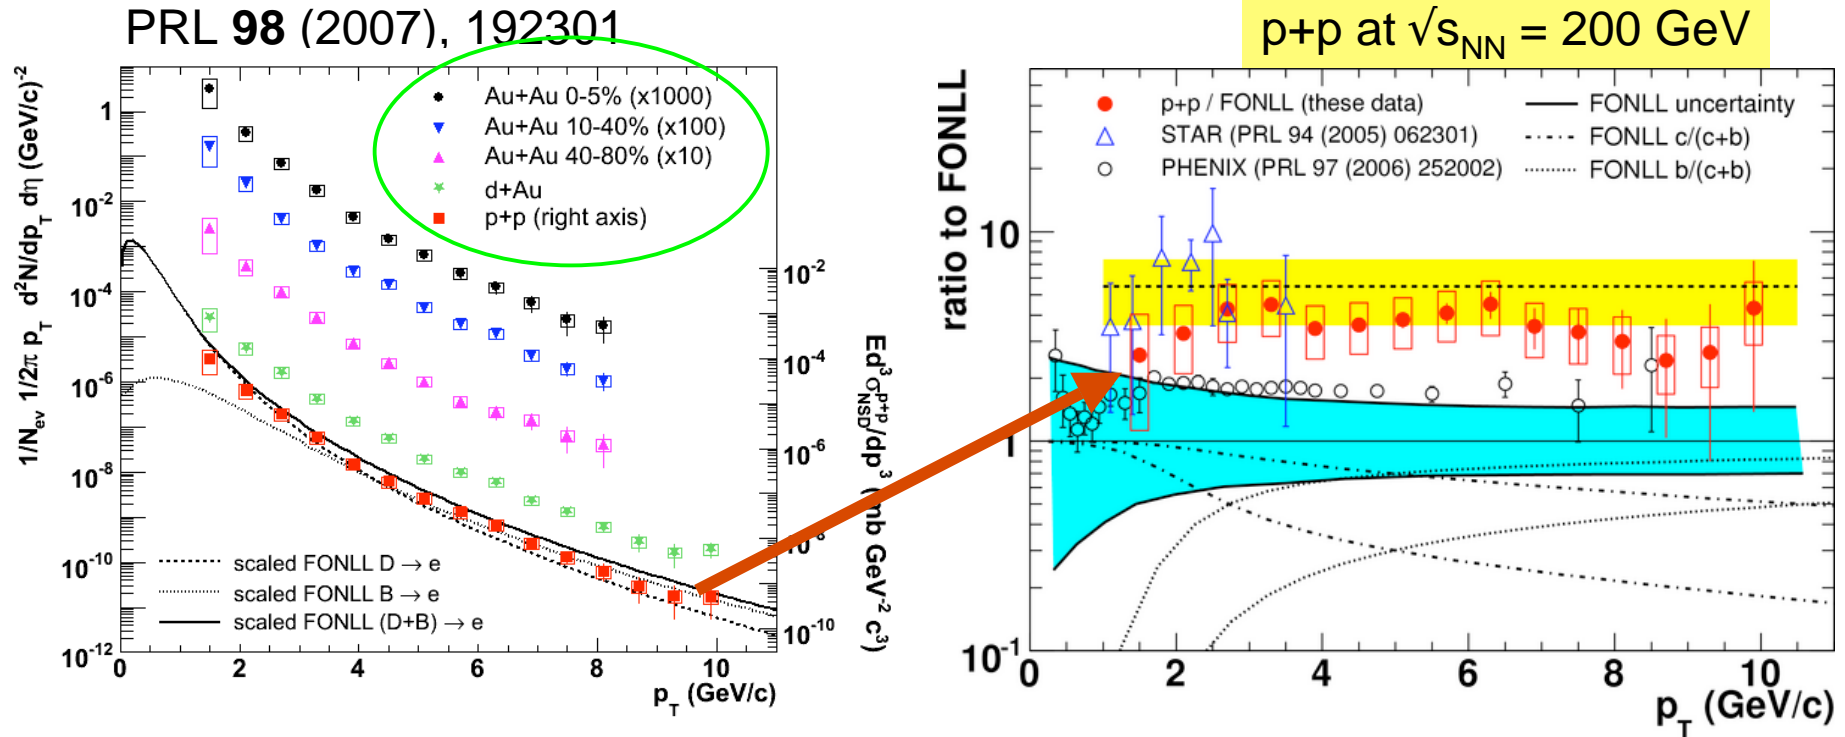 PRL 98 (2007), 192301
p+p at √sNN = 200 GeV
1/Nev 1/2π pT d²N/dpT dη (GeV/c)⁻²
1
10⁻²
10⁻⁴
10⁻⁶
10⁻⁸
10⁻¹⁰
10⁻¹²
Au+Au 0-5% (x1000)
Au+Au 10-40% (x100)
Au+Au 40-80% (x10)
d+Au
p+p (right axis)
scaled FONLL D → e
scaled FONLL B → e
scaled FONLL (D+B) → e
0 2 4 6 8 10
pT (GeV/c)
10⁻²
10⁻⁴
10⁻⁶
10⁻⁸
10⁻¹⁰
Ed³σ^{p+p}_{NSD}/dp³ (mb GeV⁻² c³)
ratio to FONLL
10
1
10⁻¹
p+p / FONLL (these data)
STAR (PRL 94 (2005) 062301)
PHENIX (PRL 97 (2006) 252002)
FONLL uncertainty
FONLL c/(c+b)
FONLL b/(c+b)
0 2 4 6 8 10
pT (GeV/c)